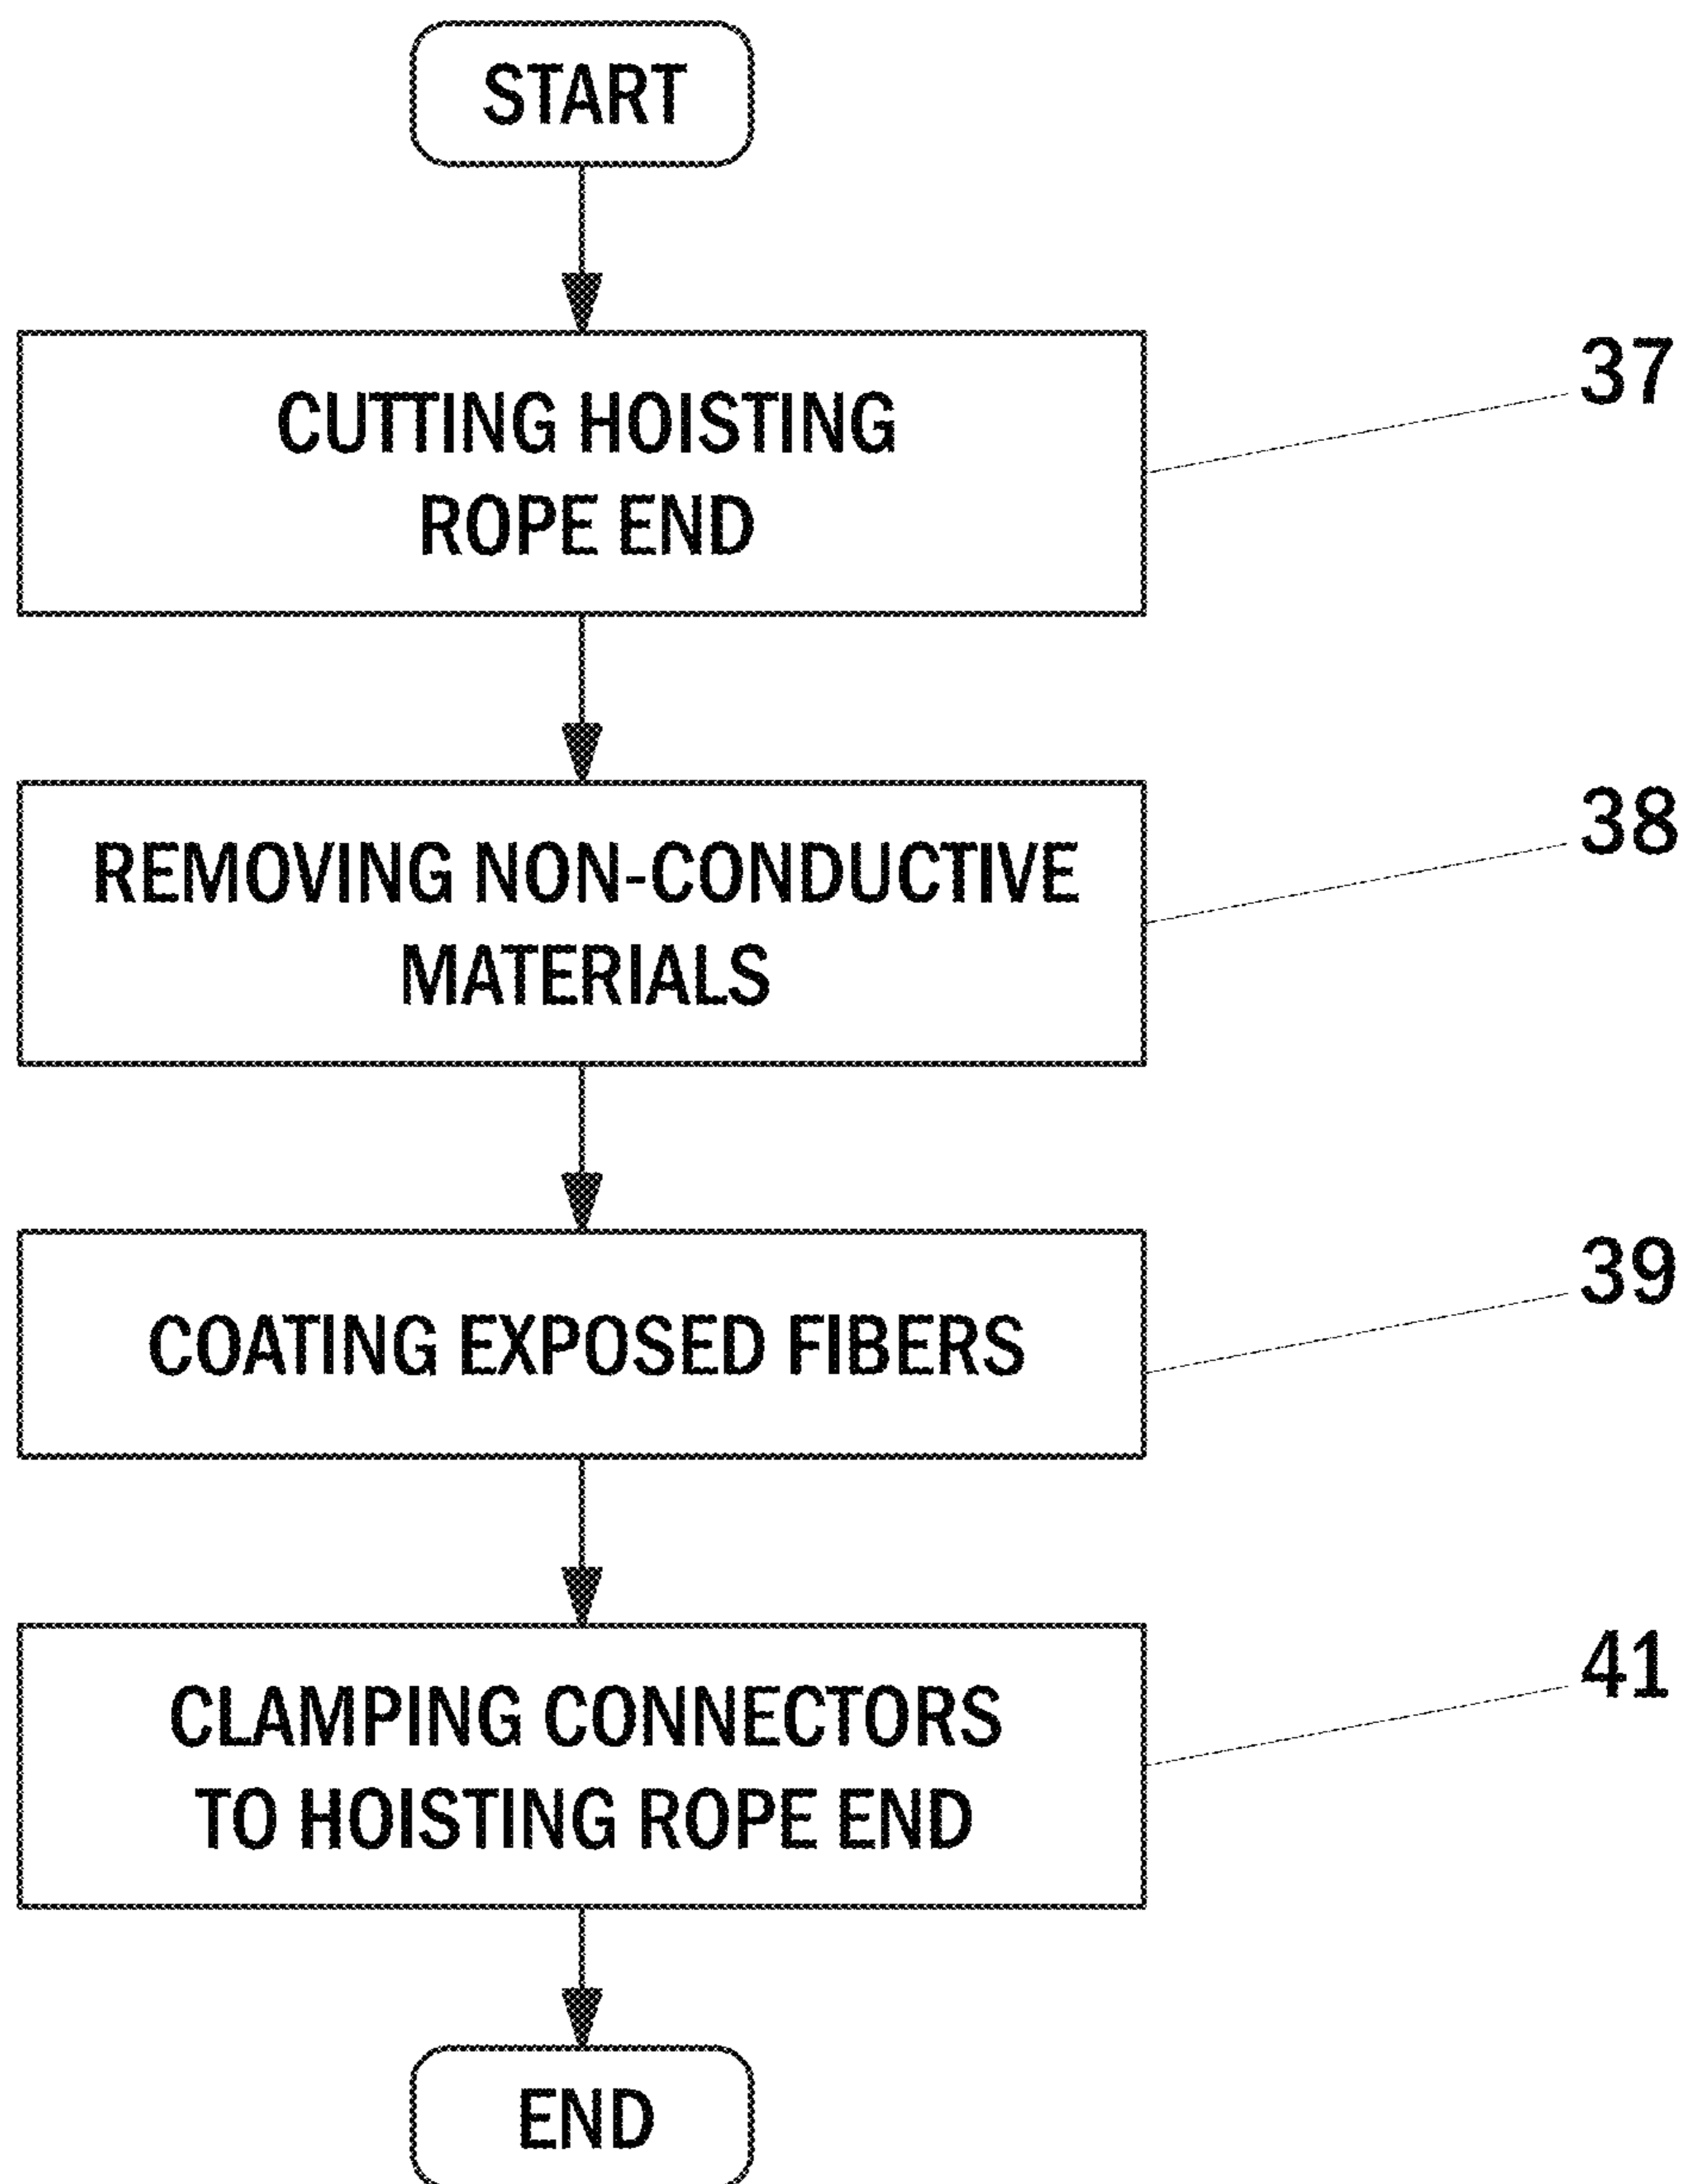 START
CUTTING HOISTING
ROPE END
37
REMOVING NON-CONDUCTIVE
MATERIALS
38
COATING EXPOSED FIBERS
39
CLAMPING CONNECTORS
TO HOISTING ROPE END
41
END